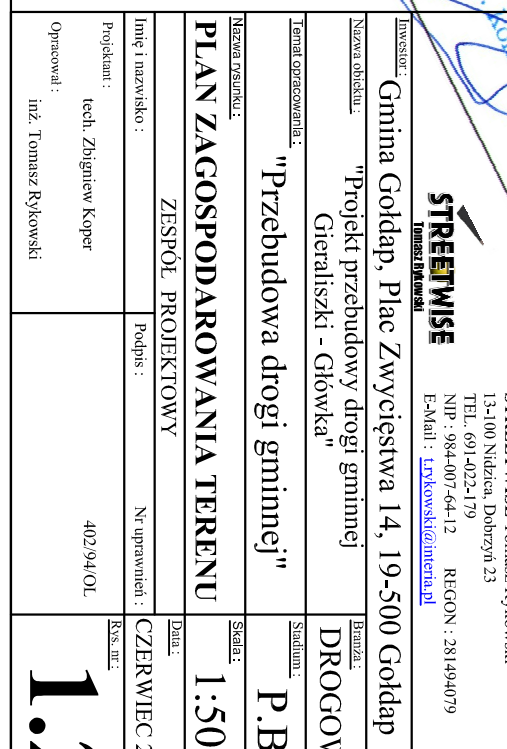 STREETWISE
Tomasz Rykowski
13-100 Nidzica, Dobrzyń 23
TEL. 691-022-179
NIP : 984-007-64-12 REGON : 281494079
E-Mail : t.rykowski@interia.pl
Inwestor : Gmina Gołdap, Plac Zwycięstwa 14, 19-500 Gołdap
Nazwa obiektu : "Projekt przebudowy drogi gminnej
Gieraliszki - Główka"
Branża :
DROGOW
Temat opracowania : "Przebudowa drogi gminnej"
Stadium :
P.B
Nazwa rysunku :
PLAN ZAGOSPODAROWANIA TERENU
Skala :
1:50
ZESPÓŁ PROJEKTOWY
Data :
CZERWIEC 2
Imię i nazwisko : Podpis : Nr uprawnień :
Rys. nr :
1.
Projektant :
tech. Zbigniew Koper 402/94/OL
Opracował :
inż. Tomasz Rykowski